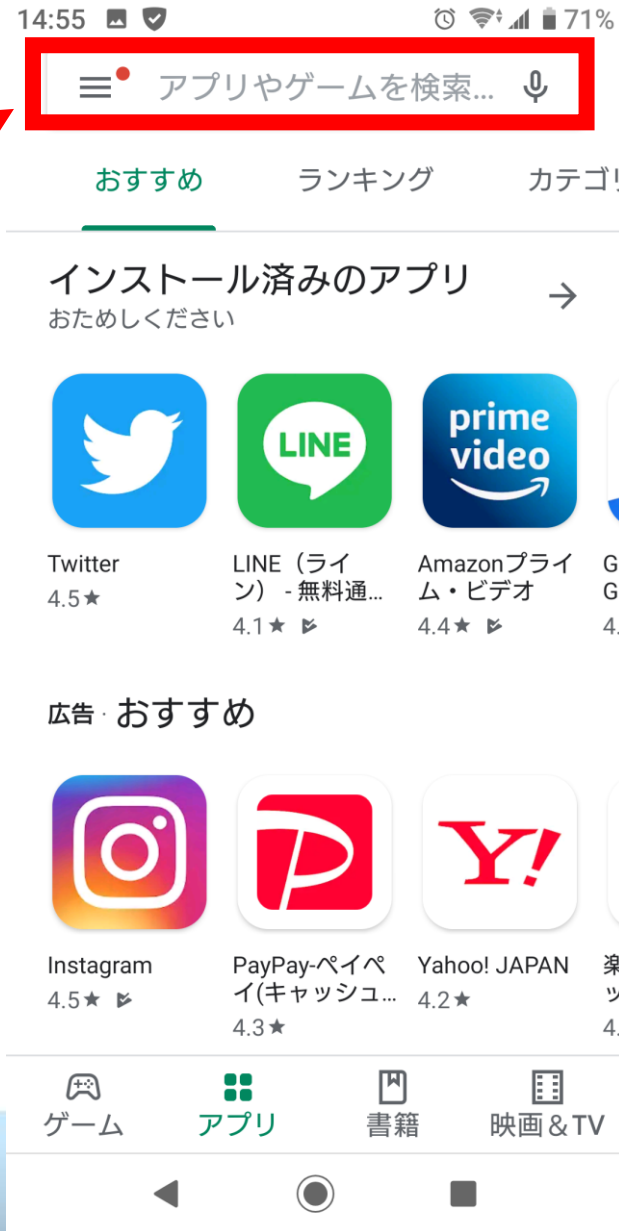 14:55 71%
アプリやゲームを検索...
おすすめ ランキング カテゴリ
インストール済みのアプリ
おためしください
LINE
prime
video
Twitter
4.5★
LINE（ライ
ン） - 無料通...
4.1★
Amazonプライ
ム・ビデオ
4.4★
G
G
4.
広告・おすすめ
Y!
Instagram
4.5★
PayPay-ペイペ
イ(キャッシュ...
4.3★
Yahoo! JAPAN
4.2★
楽
ッ
4.
ゲーム アプリ 書籍 映画＆TV